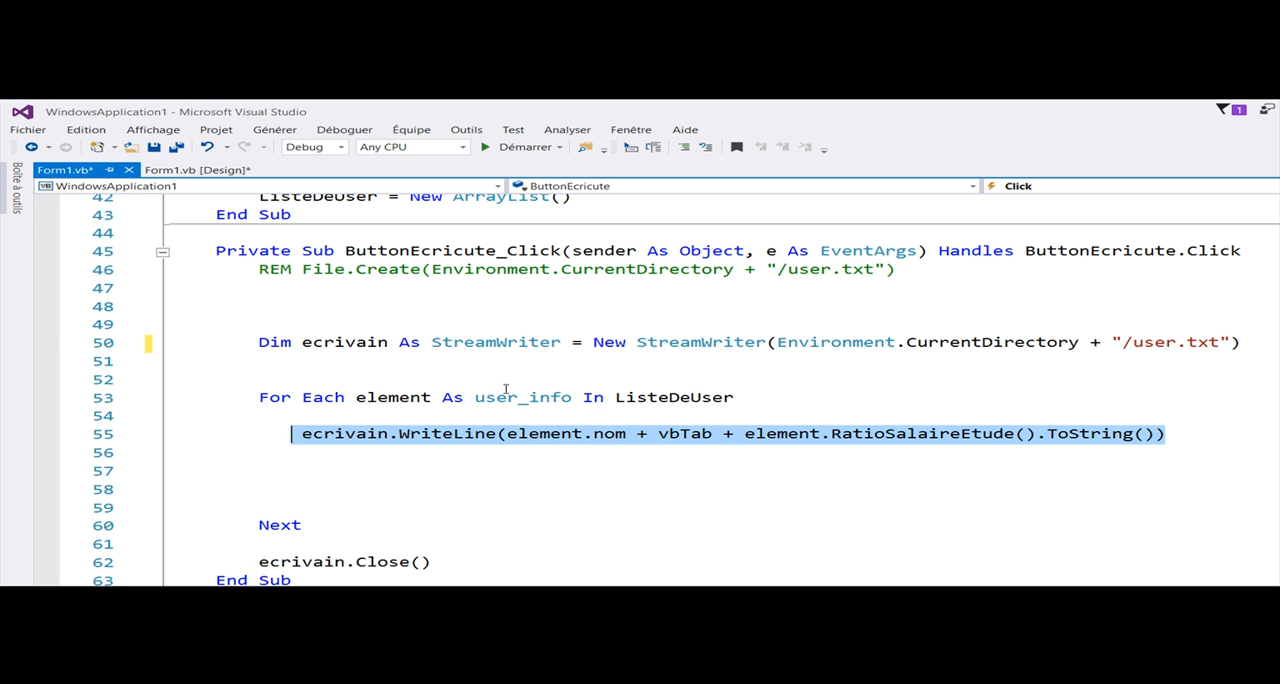 WindowsApplication1 - Microsoft Visual Studio
1
Fichier Edition Affichage Projet Générer Déboguer Équipe Outils Test Analyser Fenêtre Aide
Debug Any CPU Démarrer
Boîte à outils
Form1.vb* Form1.vb [Design]*
WindowsApplication1 ButtonEcricute Click
42 ListeDeUser = New ArrayList()
43 End Sub
44
45 Private Sub ButtonEcricute_Click(sender As Object, e As EventArgs) Handles ButtonEcricute.Click
46 REM File.Create(Environment.CurrentDirectory + "/user.txt")
47
48
49
50 Dim ecrivain As StreamWriter = New StreamWriter(Environment.CurrentDirectory + "/user.txt")
51
52
53 For Each element As user_info In ListeDeUser
54
55 ecrivain.WriteLine(element.nom + vbTab + element.RatioSalaireEtude().ToString())
56
57
58
59
60 Next
61
62 ecrivain.Close()
63 End Sub